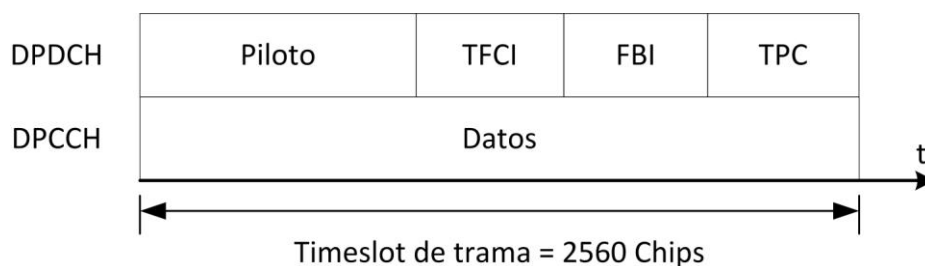 DPDCH Piloto TFCI FBI TPC
DPCCH Datos
t
Timeslot de trama = 2560 Chips